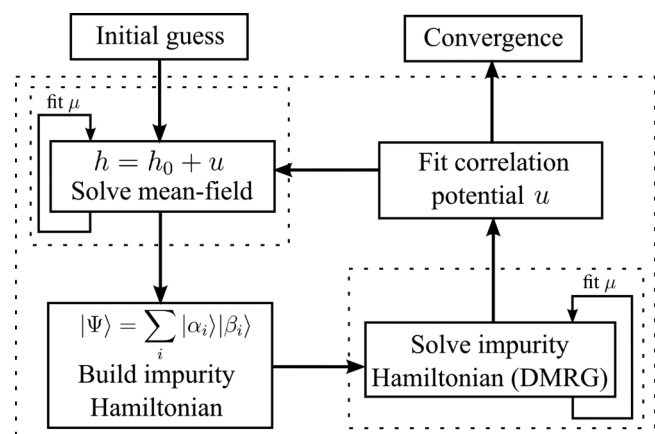 Initial guess
Convergence
fit μ
h = h₀ + u
Solve mean-field
Fit correlation
potential u
|Ψ⟩ = ∑ᵢ |αᵢ⟩|βᵢ⟩
Build impurity
Hamiltonian
fit μ
Solve impurity
Hamiltonian (DMRG)